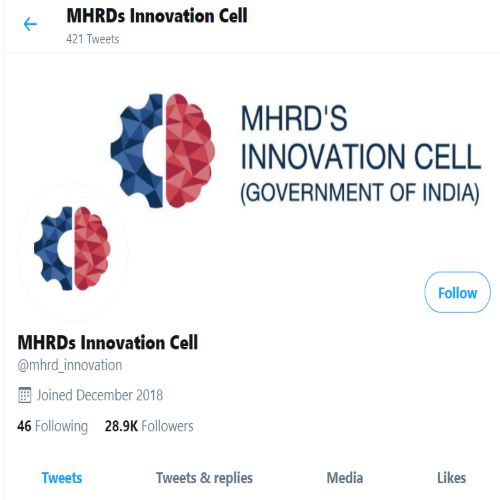 MHRDs Innovation Cell
421 Tweets
MHRD'S
INNOVATION CELL
(GOVERNMENT OF INDIA)
Follow
MHRDs Innovation Cell
@mhrd_innovation
Joined December 2018
46 Following 28.9K Followers
Tweets Tweets & replies Media Likes